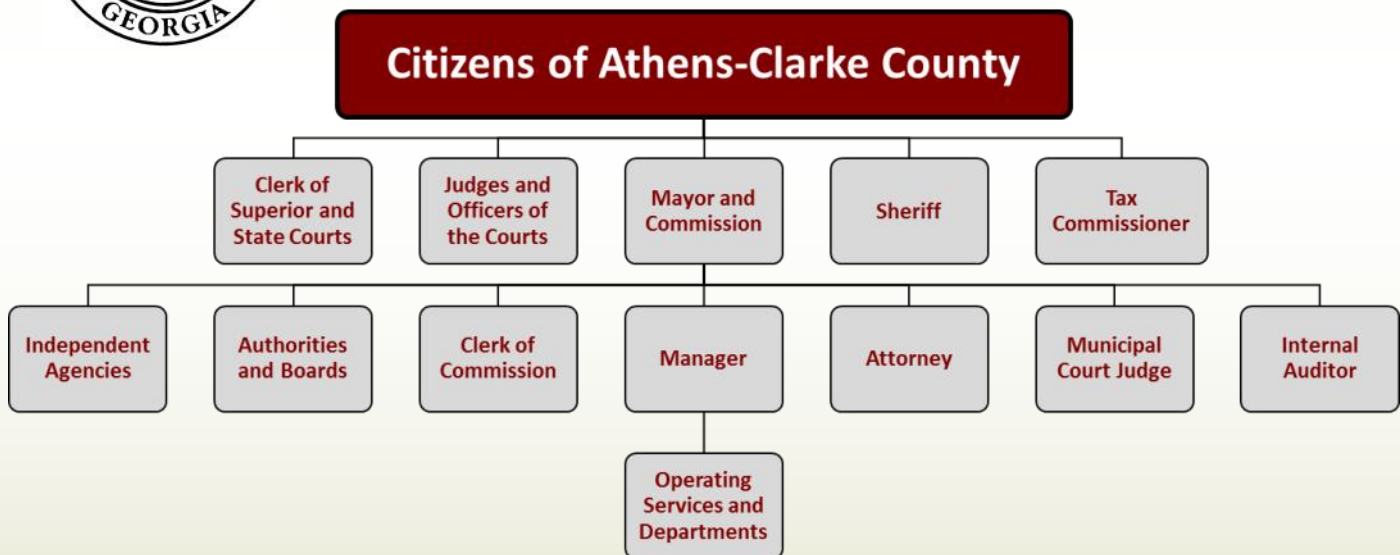 GEORGIA
Citizens of Athens-Clarke County
Clerk of
Superior and
State Courts
Judges and
Officers of
the Courts
Mayor and
Commission
Sheriff
Tax
Commissioner
Independent
Agencies
Authorities
and Boards
Clerk of
Commission
Manager
Attorney
Municipal
Court Judge
Internal
Auditor
Operating
Services and
Departments